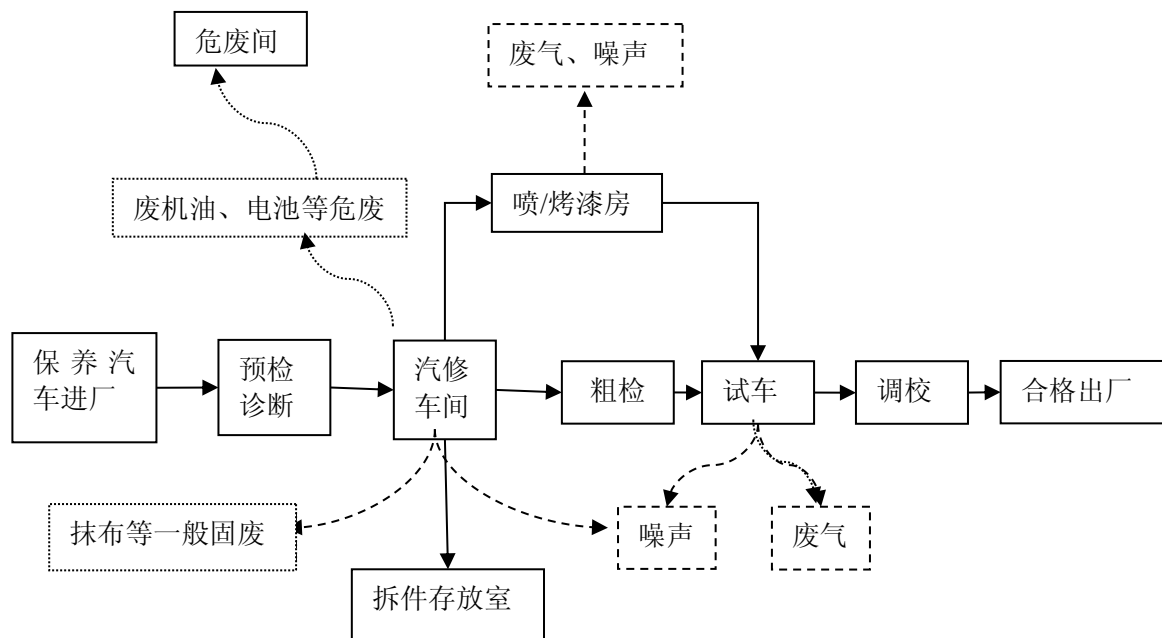 危废间
废气、噪声
废机油、电池等危废
喷/烤漆房
保养汽
车进厂
预检
诊断
汽修
车间
粗检
试车
调校
合格出厂
抹布等一般固废
噪声
废气
拆件存放室